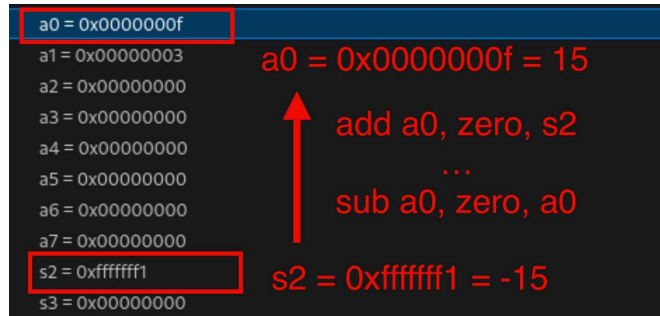 a0 = 0x0000000f
a1 = 0x00000003
a0 = 0x0000000f = 15
a2 = 0x00000000
a3 = 0x00000000
add a0, zero, s2
a4 = 0x00000000
a5 = 0x00000000
...
a6 = 0x00000000
sub a0, zero, a0
a7 = 0x00000000
s2 = 0xfffffff1
s2 = 0xfffffff1 = -15
s3 = 0x00000000